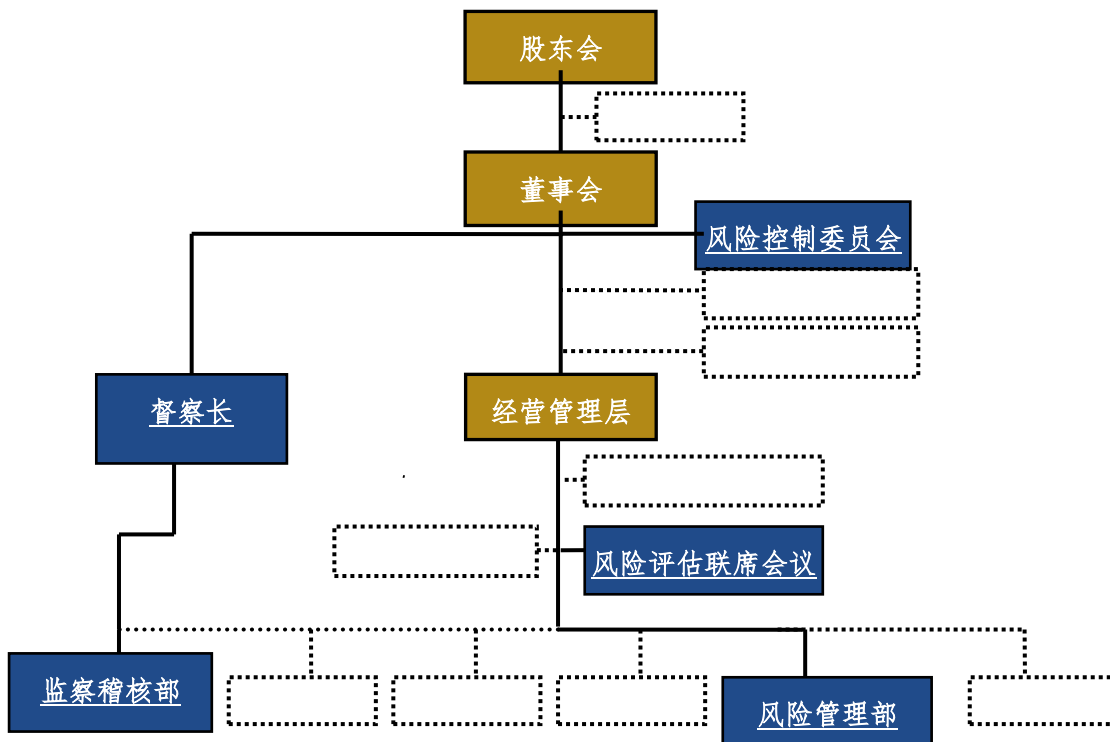 股东会
董事会
风险控制委员会
督察长
经营管理层
风险评估联席会议
监察稽核部
风险管理部